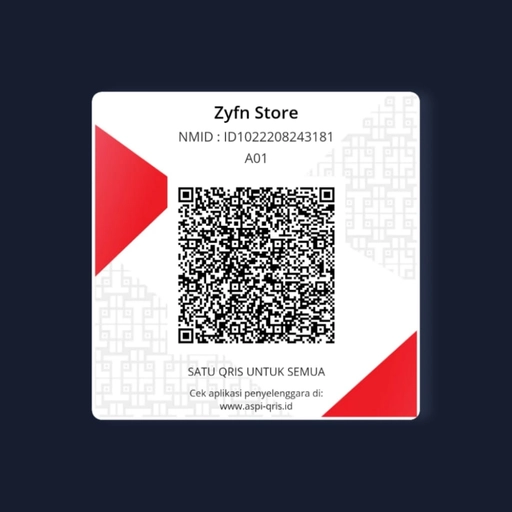 Zyfn Store
NMID : ID1022208243181
A01
SATU QRIS UNTUK SEMUA
Cek aplikasi penyelenggara di:
www.aspi-qris.id